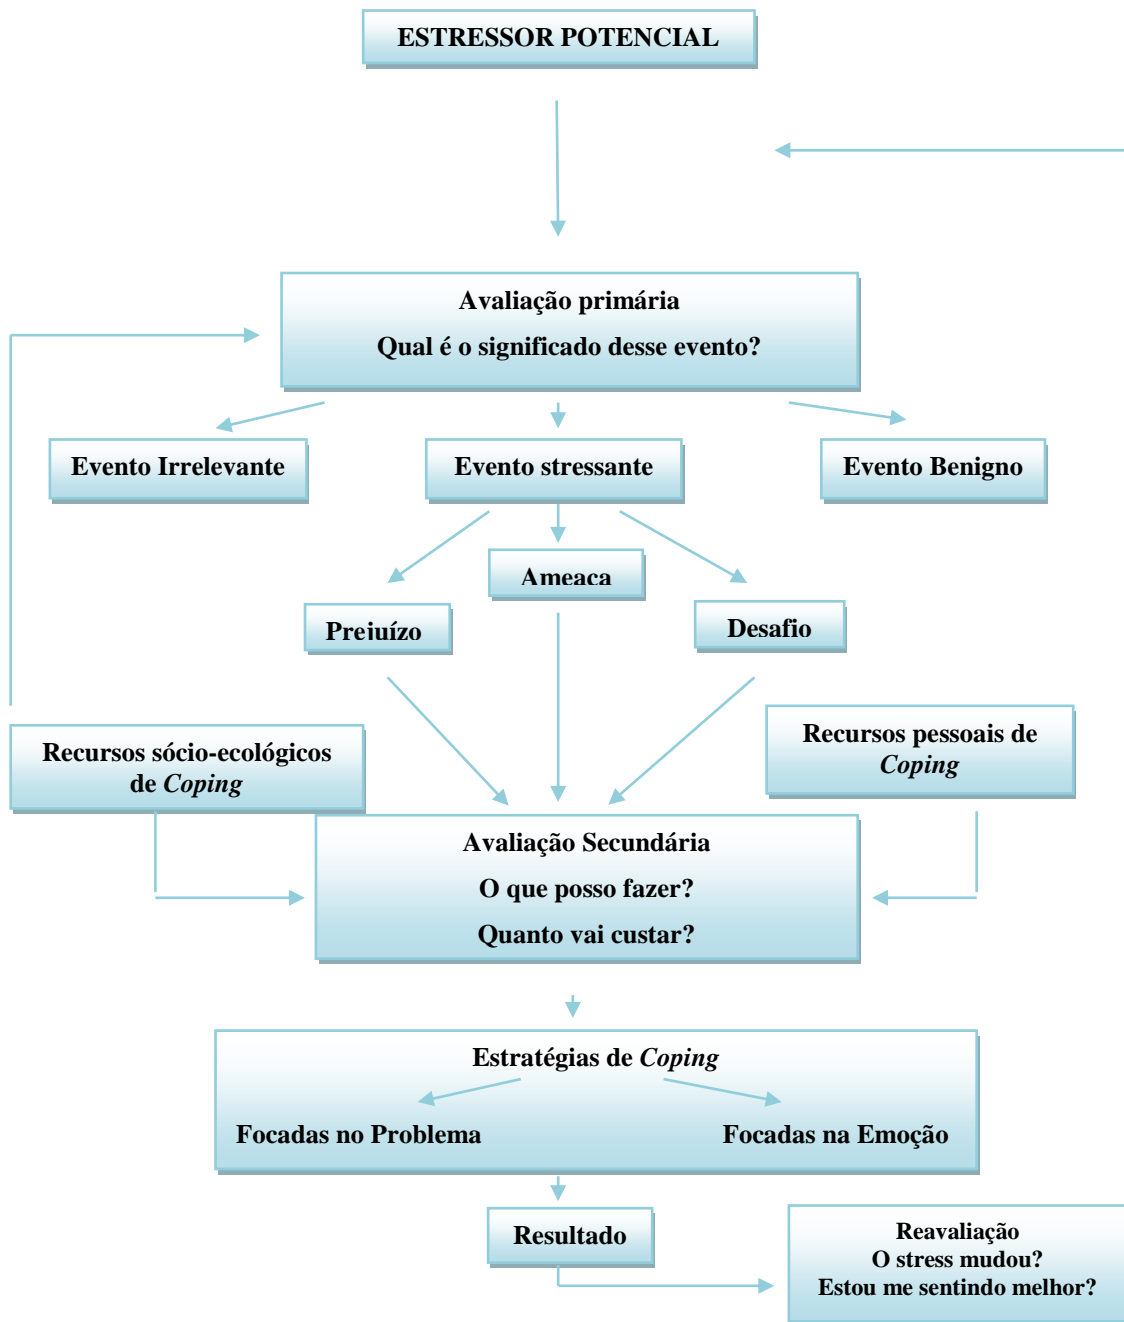 ESTRESSOR POTENCIAL
Avaliação primária
Qual é o significado desse evento?
Evento Irrelevante
Evento stressante
Evento Benigno
Ameaca
Prejuízo
Desafio
Recursos sócio-ecológicos
de Coping
Recursos pessoais de
Coping
Avaliação Secundária
O que posso fazer?
Quanto vai custar?
Estratégias de Coping
Focadas no Problema
Focadas na Emoção
Resultado
Reavaliação
O stress mudou?
Estou me sentindo melhor?